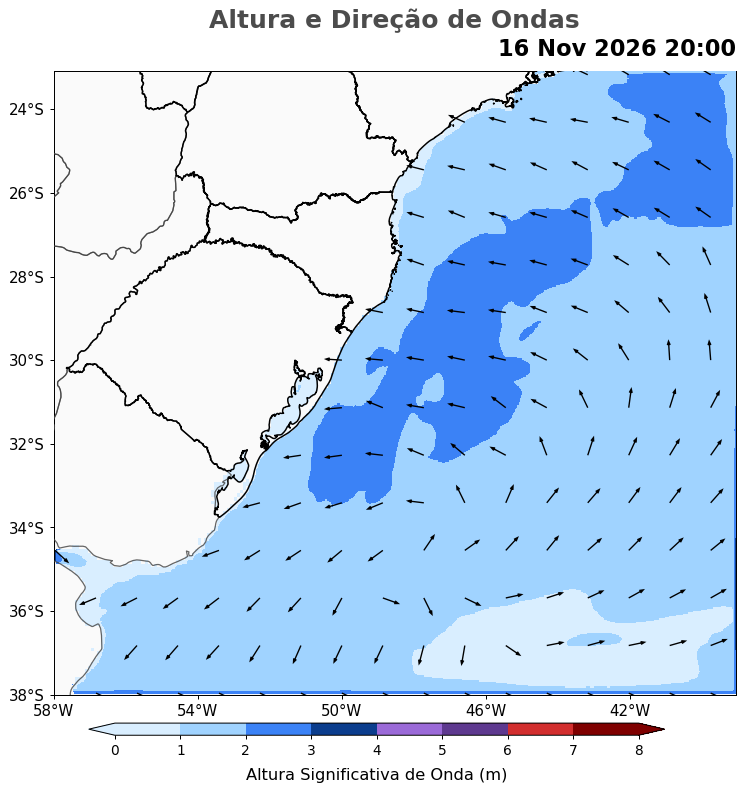 Altura e Direção de Ondas
16 Nov 2026 20:00
24°S
26°S
28°S
30°S
32°S
34°S
36°S
38°S
58°W 54°W 50°W 46°W 42°W
0 1 2 3 4 5 6 7 8
Altura Significativa de Onda (m)